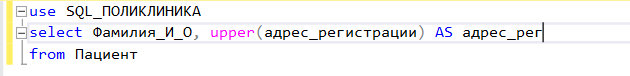 use SQL_ПОЛИКЛИНИКА
select Фамилия_И_О, upper(адрес_регистрации) AS адрес_рег
from Пациент